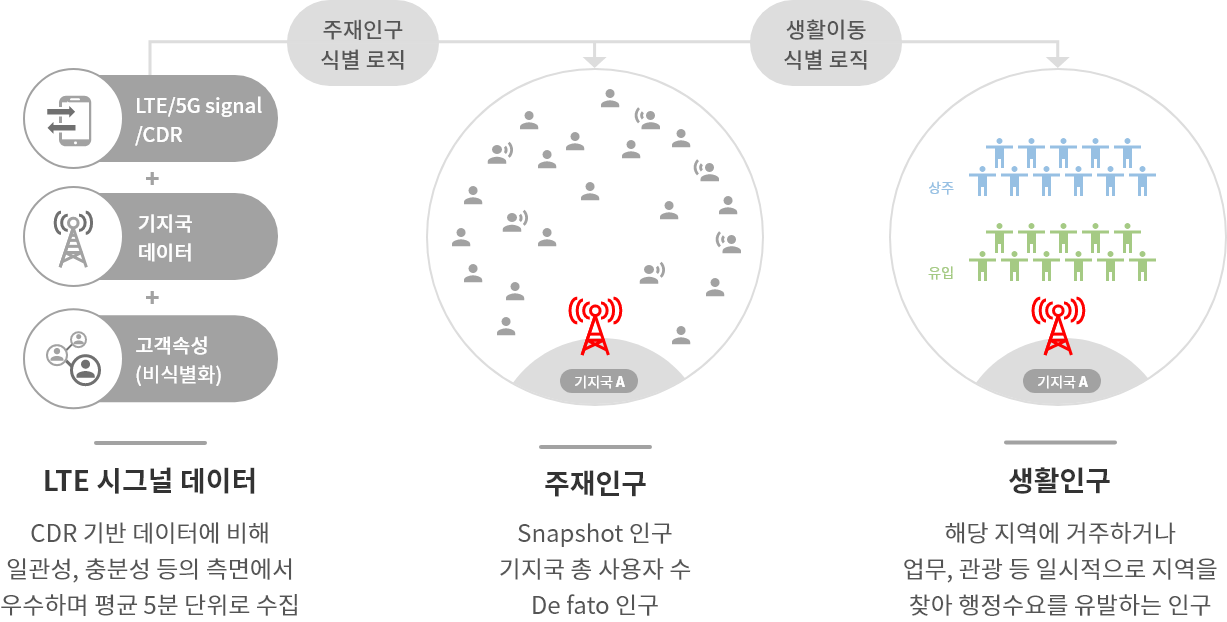 주재인구
식별 로직
생활이동
식별 로직
LTE/5G signal
/CDR
+
기지국
데이터
+
고객속성
(비식별화)
상주
유입
기지국 A
기지국 A
LTE 시그널 데이터
CDR 기반 데이터에 비해
일관성, 충분성 등의 측면에서
우수하며 평균 5분 단위로 수집
주재인구
Snapshot 인구
기지국 총 사용자 수
De fato 인구
생활인구
해당 지역에 거주하거나
업무, 관광 등 일시적으로 지역을
찾아 행정수요를 유발하는 인구